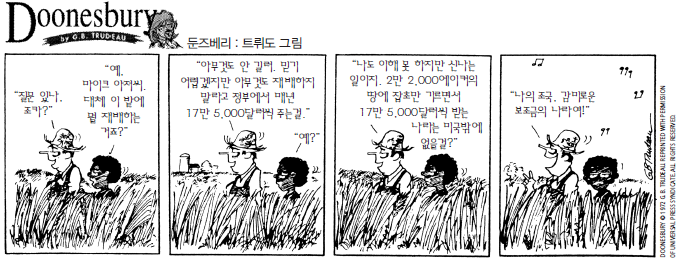 Doonesbury
by G.B. TRUDEAU
둔즈베리 : 트뤼도 그림
"질문 있나,
조카?"
"예,
마이크 아저씨.
대체 이 밭에
뭘 재배하는
거죠?"
"아무것도 안 길러. 믿기
어렵겠지만 아무것도 재배하지
말라고 정부에서 매년
17만 5,000달러씩 주는걸."
"예?"
"나도 이해 못 하지만 신나는
일이지. 2만 2,000에이커의
땅에 잡초만 기르면서
17만 5,000달러씩 받는
나라는 미국밖에
없을걸?"
"나의 조국, 감미로운
보조금의 나라여!"
GBTrudeau
DOONESBURY © 1972 G. B. TRUDEAU REPRINTED WITH PERMISSION
OF UNIVERSAL PRESS SYNDICATE. ALL RIGHTS RESERVED.